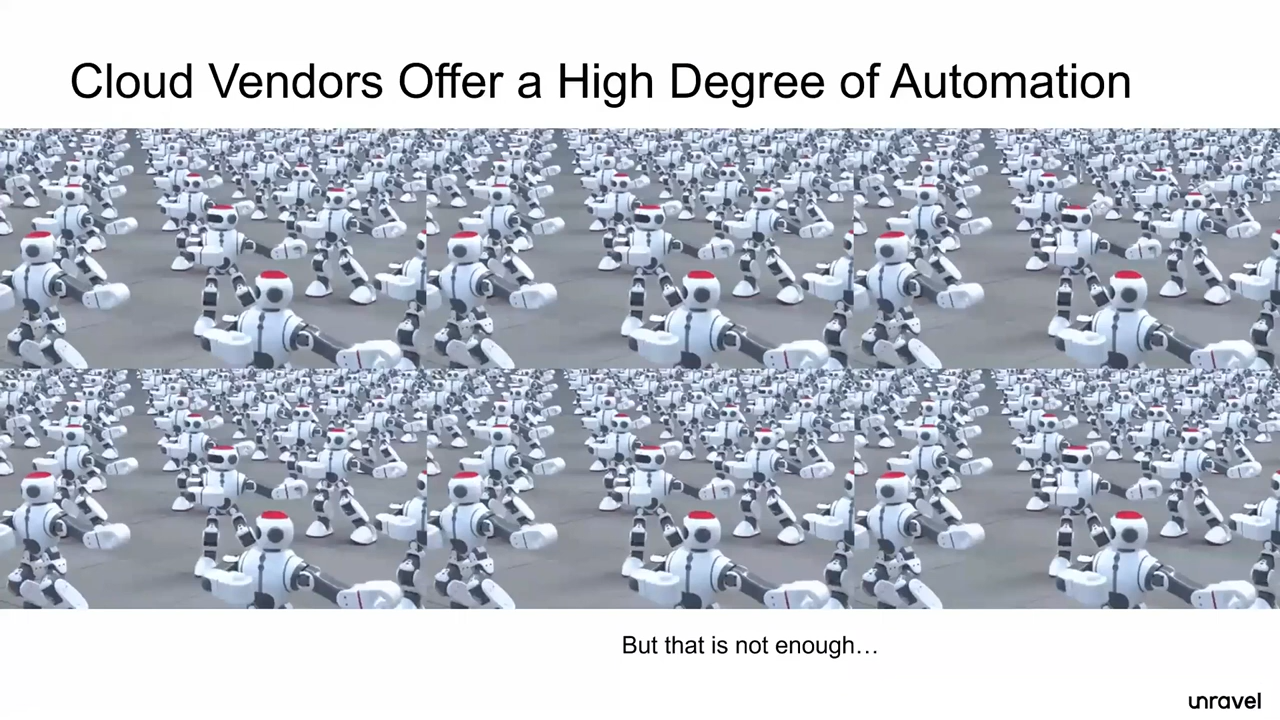 Cloud Vendors Offer a High Degree of Automation
But that is not enough…
unravel